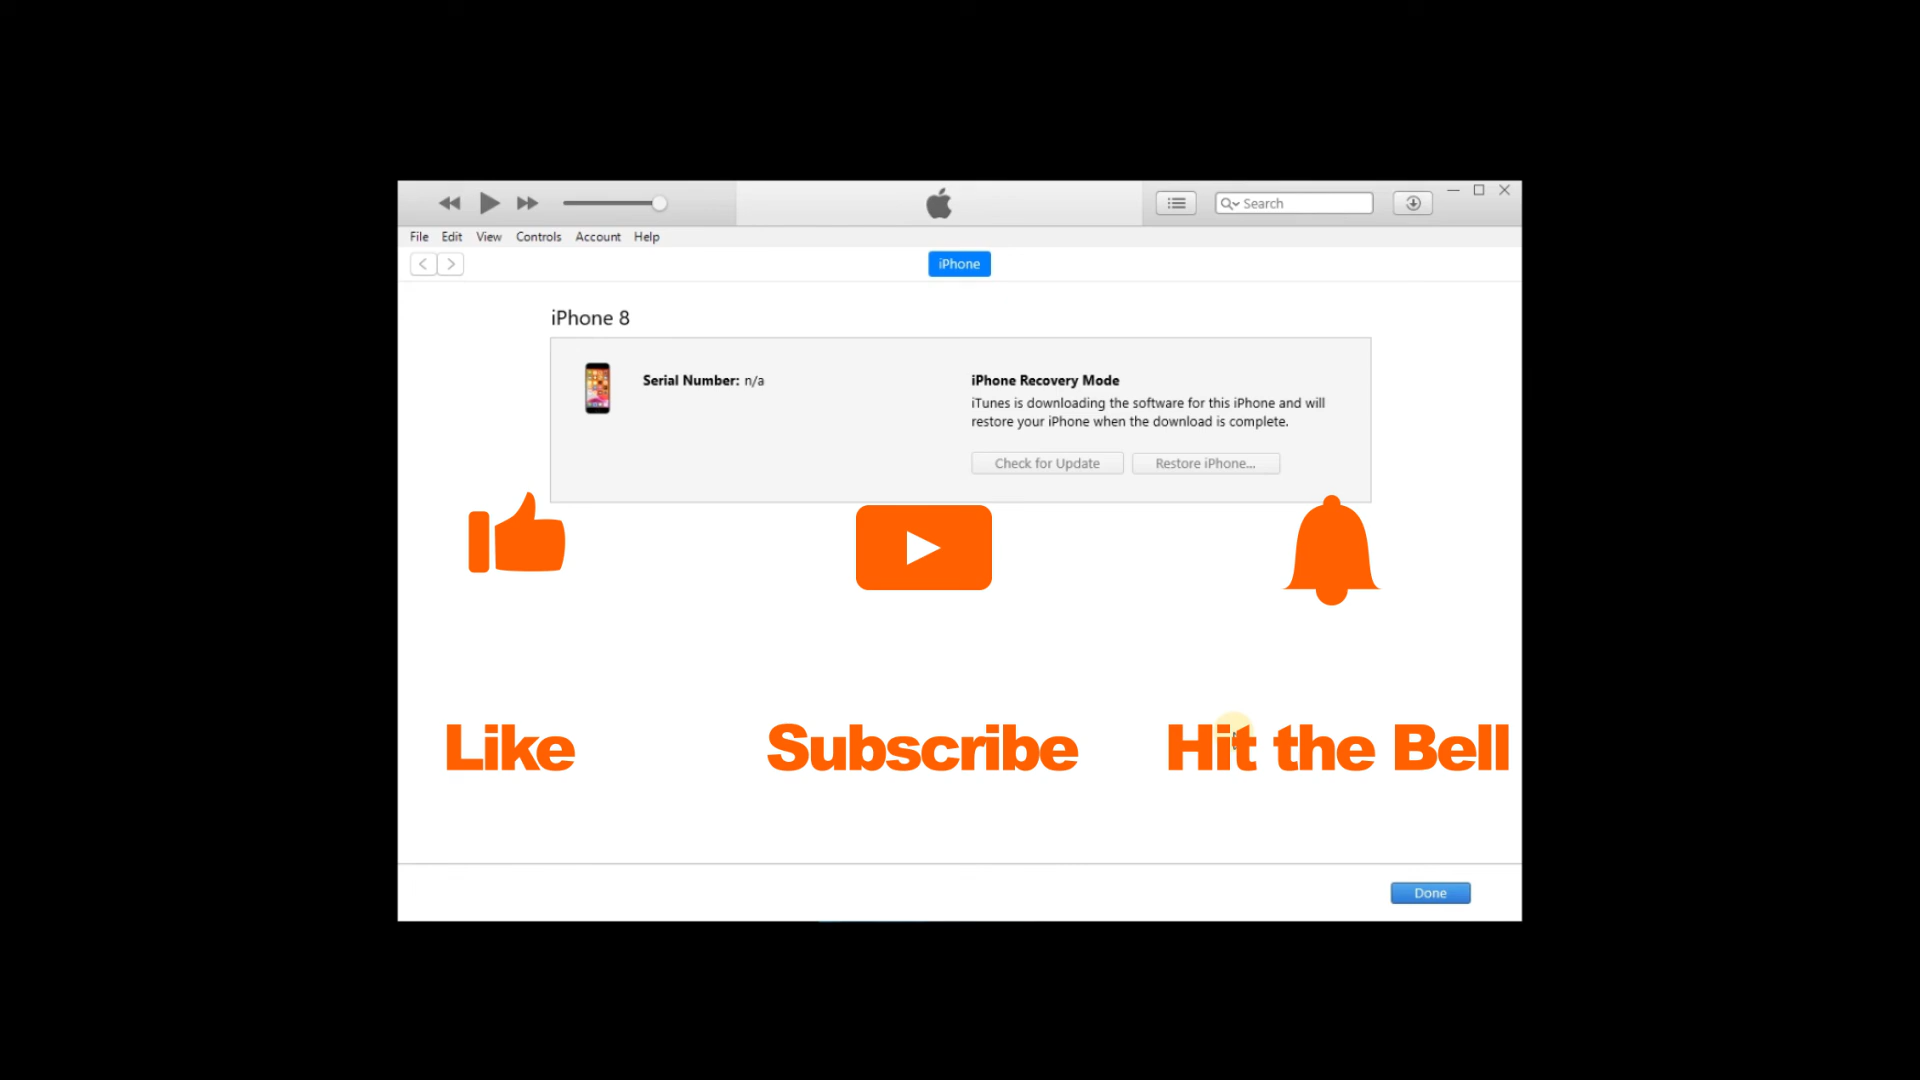 Search
File Edit View Controls Account Help
iPhone
iPhone 8
Serial Number: n/a
iPhone Recovery Mode
iTunes is downloading the software for this iPhone and will
restore your iPhone when the download is complete.
Check for Update Restore iPhone...
Like Subscribe Hit the Bell
Done